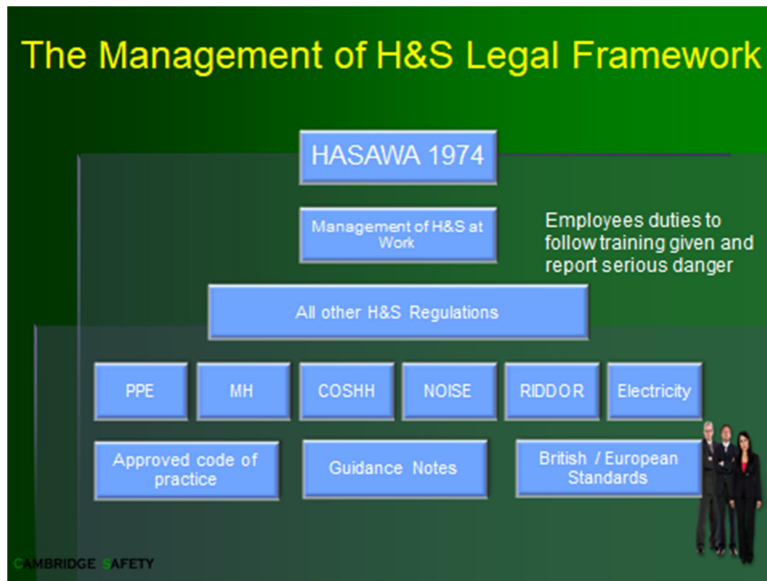 The Management of H&S Legal Framework
HASAWA 1974
Management of H&S at
Work
Employees duties to
follow training given and
report serious danger
All other H&S Regulations
PPE
MH
COSHH
NOISE
RIDDOR
Electricity
Approved code of
practice
Guidance Notes
British / European
Standards
CAMBRIDGE SAFETY